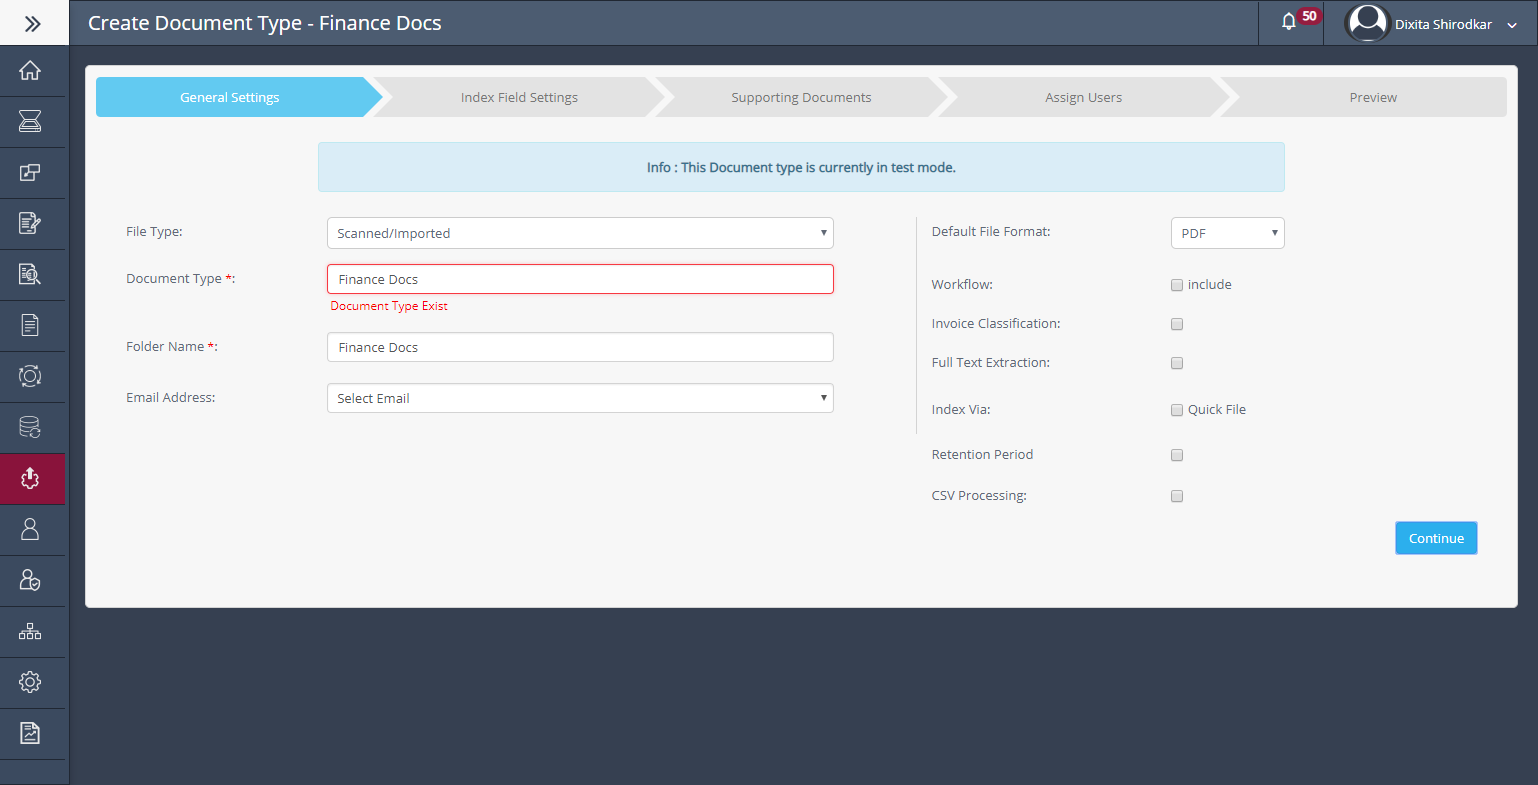 Create Document Type - Finance Docs
50
Dixita Shirodkar
General Settings
Index Field Settings
Supporting Documents
Assign Users
Preview
Info : This Document type is currently in test mode.
File Type:
Scanned/Imported
Document Type *:
Finance Docs
Document Type Exist
Folder Name *:
Finance Docs
Email Address:
Select Email
Default File Format:
PDF
Workflow:
include
Invoice Classification:
Full Text Extraction:
Index Via:
Quick File
Retention Period
CSV Processing:
Continue